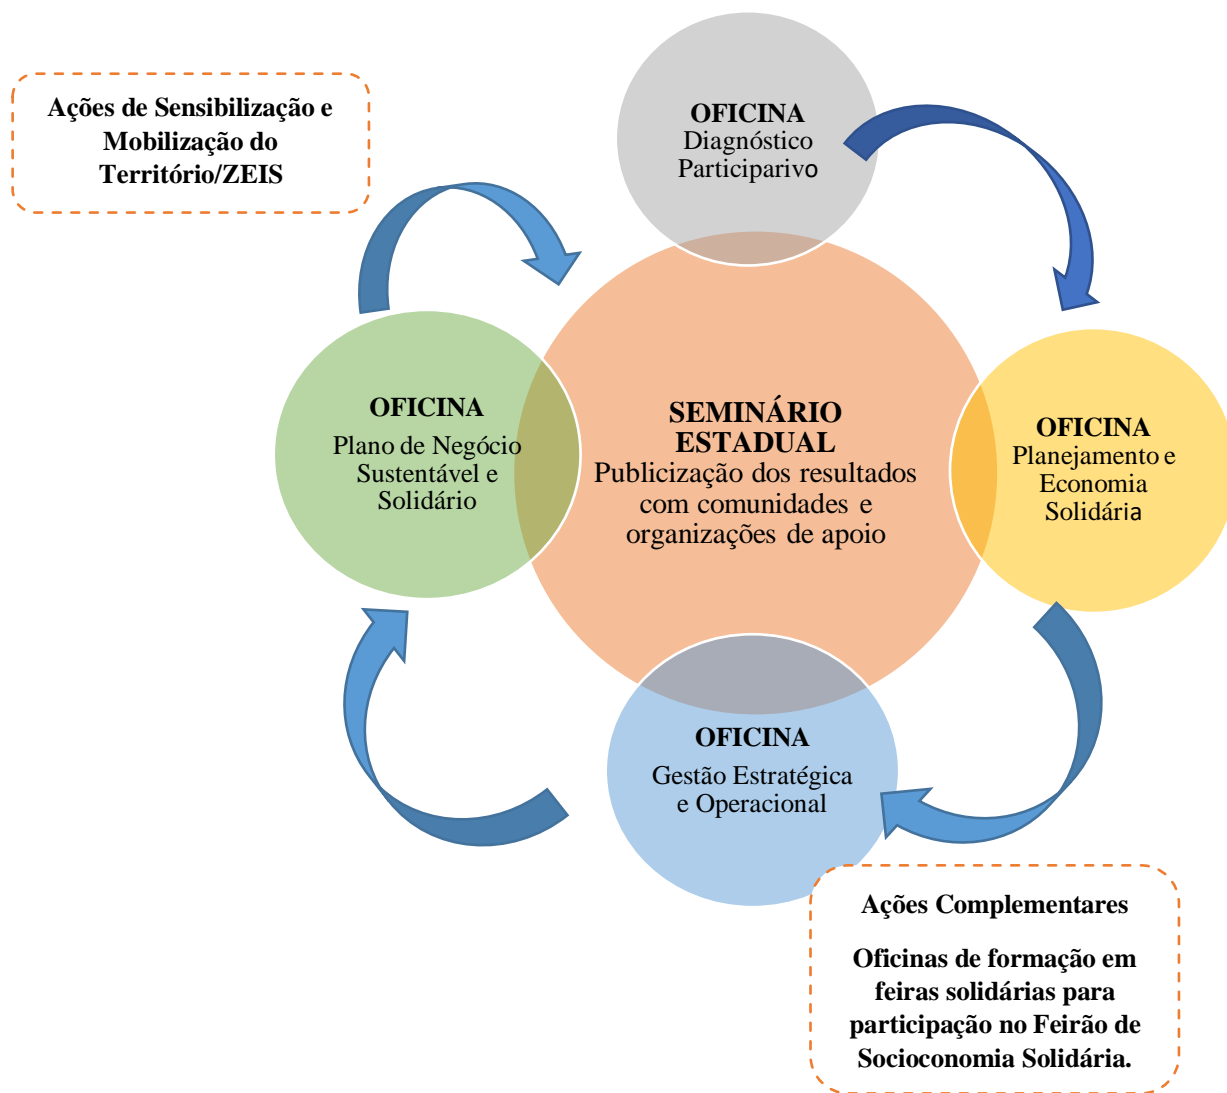 Ações de Sensibilização e
Mobilização do
Território/ZEIS
OFICINA
Diagnóstico
Participarivo
OFICINA
Plano de Negócio
Sustentável e
Solidário
SEMINÁRIO
ESTADUAL
Publicização dos resultados
com comunidades e
organizações de apoio
OFICINA
Planejamento e
Economia
Solidária
OFICINA
Gestão Estratégica
e Operacional
Ações Complementares
Oficinas de formação em
feiras solidárias para
participação no Feirão de
Socioconomia Solidária.